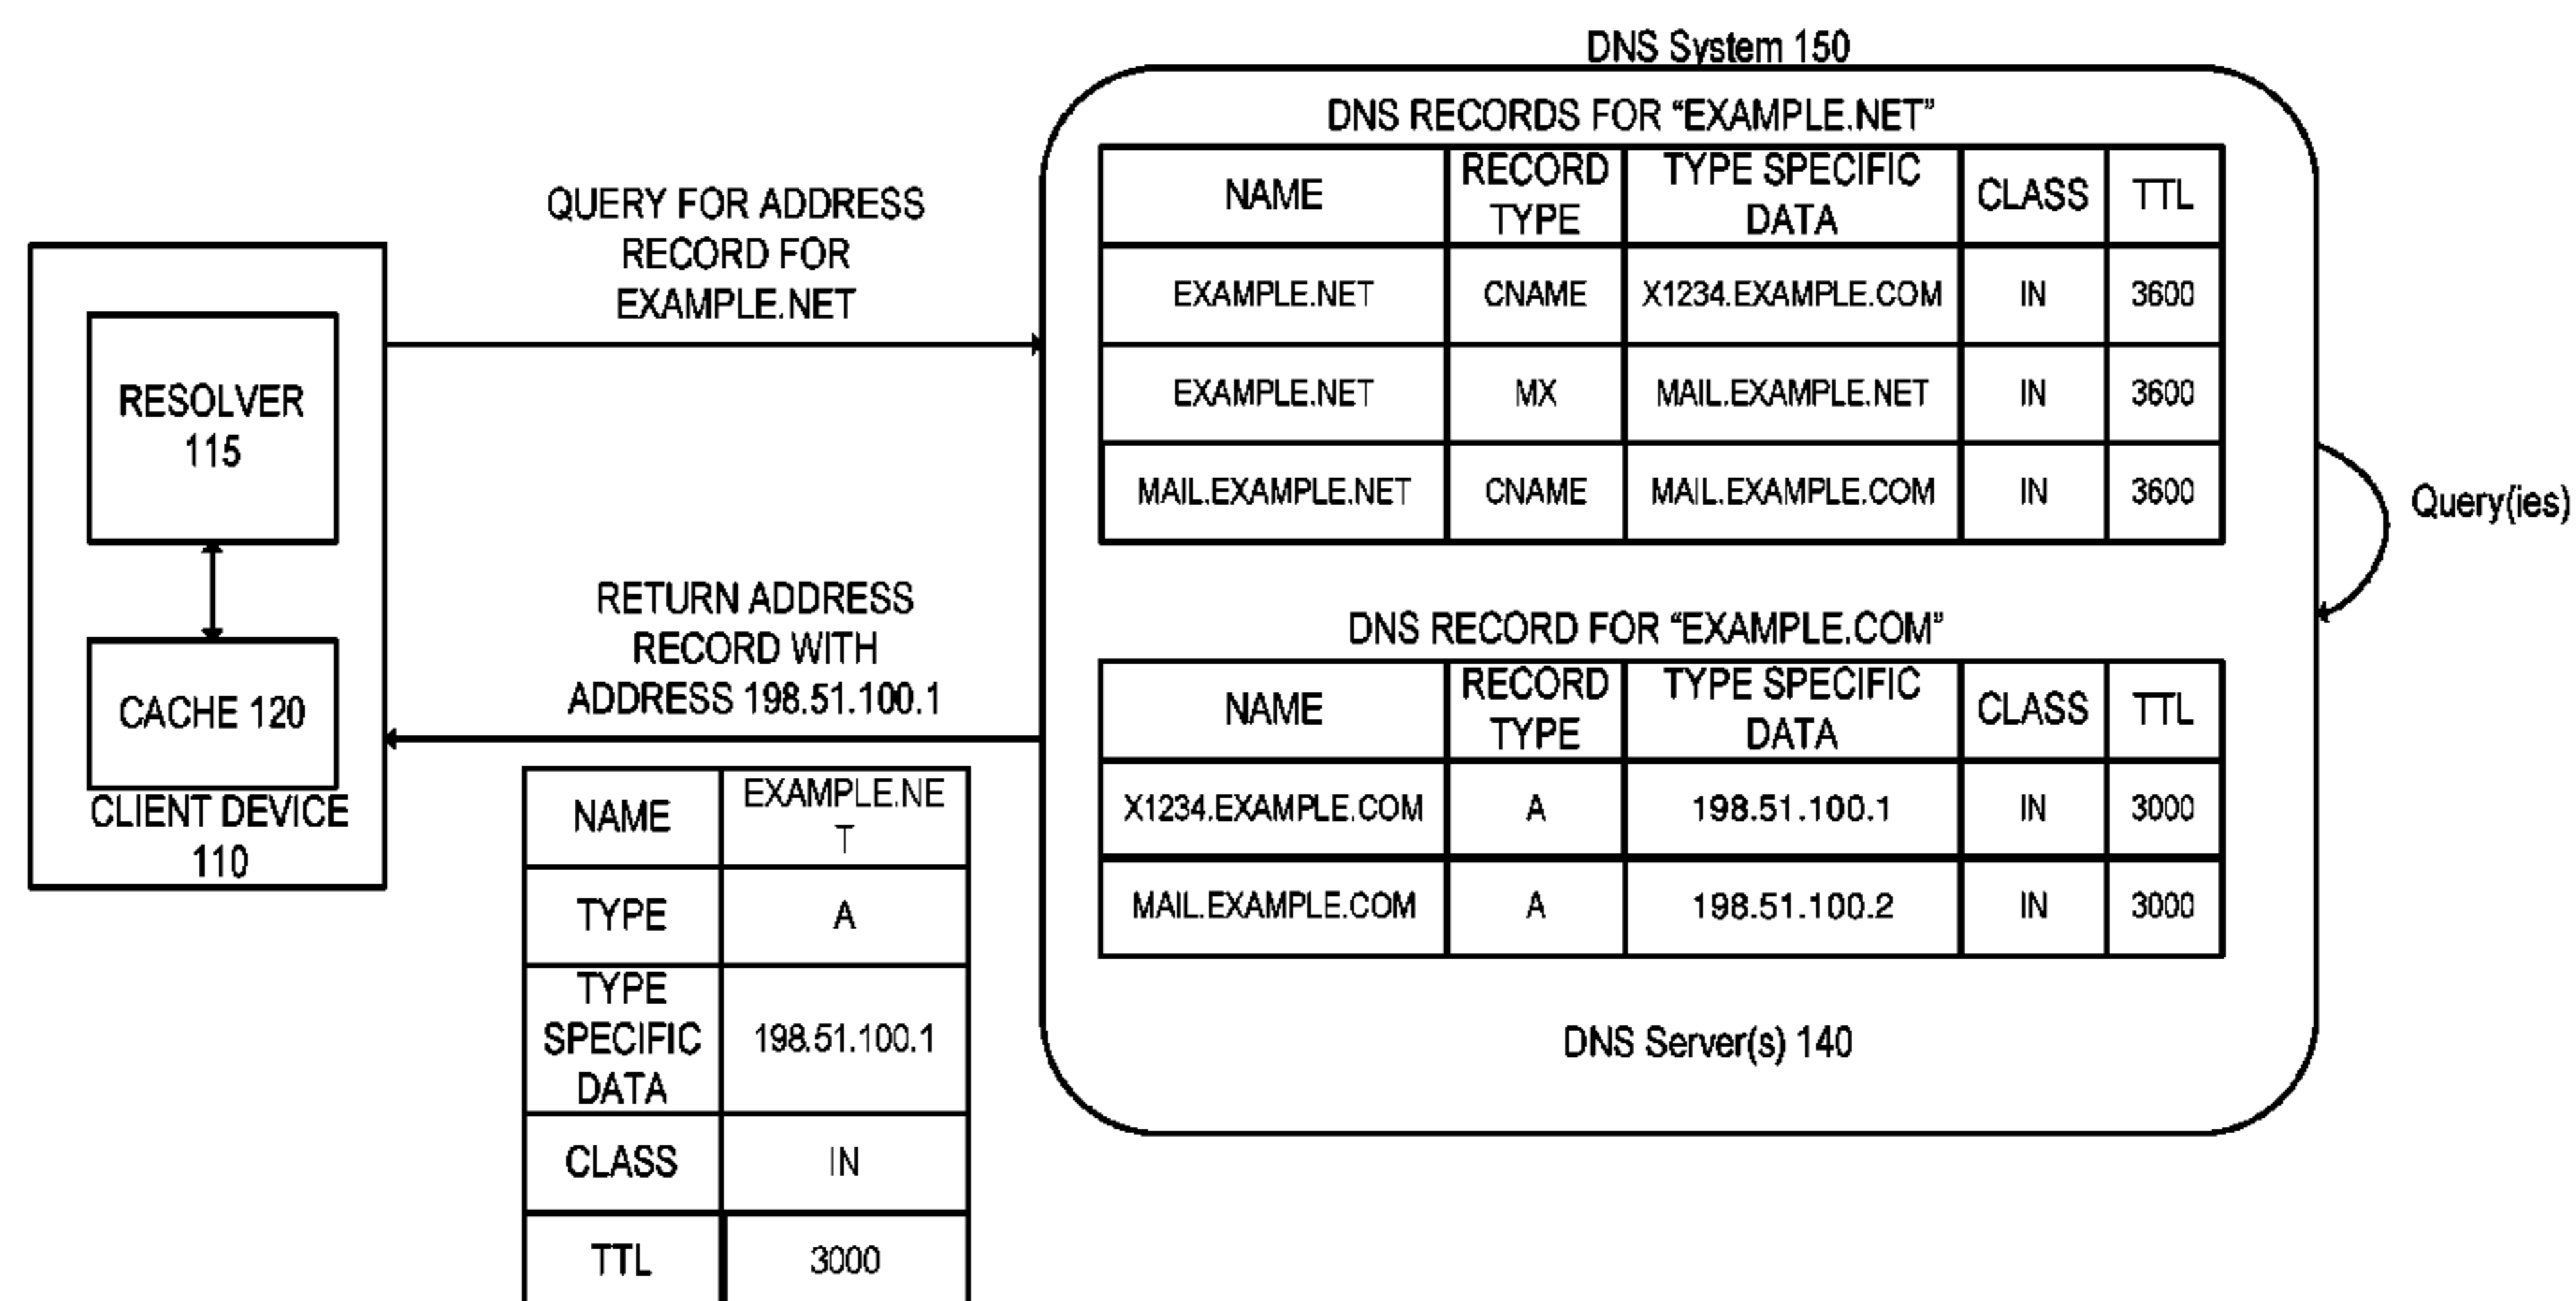 DNS System 150
DNS RECORDS FOR “EXAMPLE.NET”
NAME RECORD TYPE TYPE SPECIFIC DATA CLASS TTL
EXAMPLE.NET CNAME X1234.EXAMPLE.COM IN 3600
EXAMPLE.NET MX MAIL.EXAMPLE.NET IN 3600
MAIL.EXAMPLE.NET CNAME MAIL.EXAMPLE.COM IN 3600
Query(ies)
DNS RECORD FOR “EXAMPLE.COM”
NAME RECORD TYPE TYPE SPECIFIC DATA CLASS TTL
X1234.EXAMPLE.COM A 198.51.100.1 IN 3000
MAIL.EXAMPLE.COM A 198.51.100.2 IN 3000
DNS Server(s) 140
QUERY FOR ADDRESS
RECORD FOR
EXAMPLE.NET
RESOLVER
115
CACHE 120
CLIENT DEVICE
110
RETURN ADDRESS
RECORD WITH
ADDRESS 198.51.100.1
NAME EXAMPLE.NE
T
TYPE A
TYPE
SPECIFIC
DATA
198.51.100.1
CLASS IN
TTL 3000